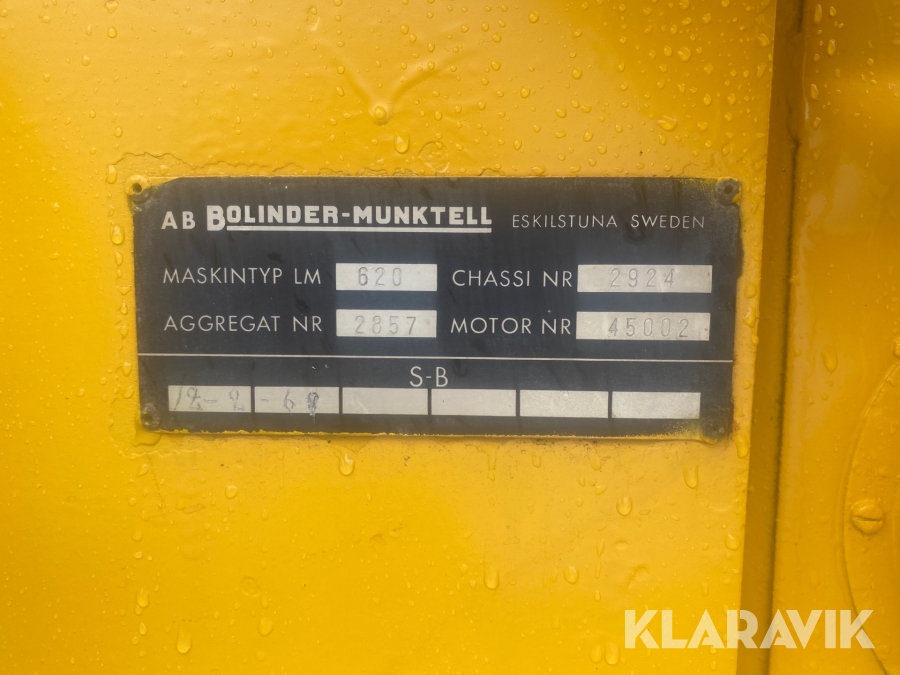 AB BOLINDER-MUNKTELL ESKILSTUNA SWEDEN
MASKINTYP LM 620 CHASSI NR 2924
AGGREGAT NR 2857 MOTOR NR 45002
S-B
KLARAVIK